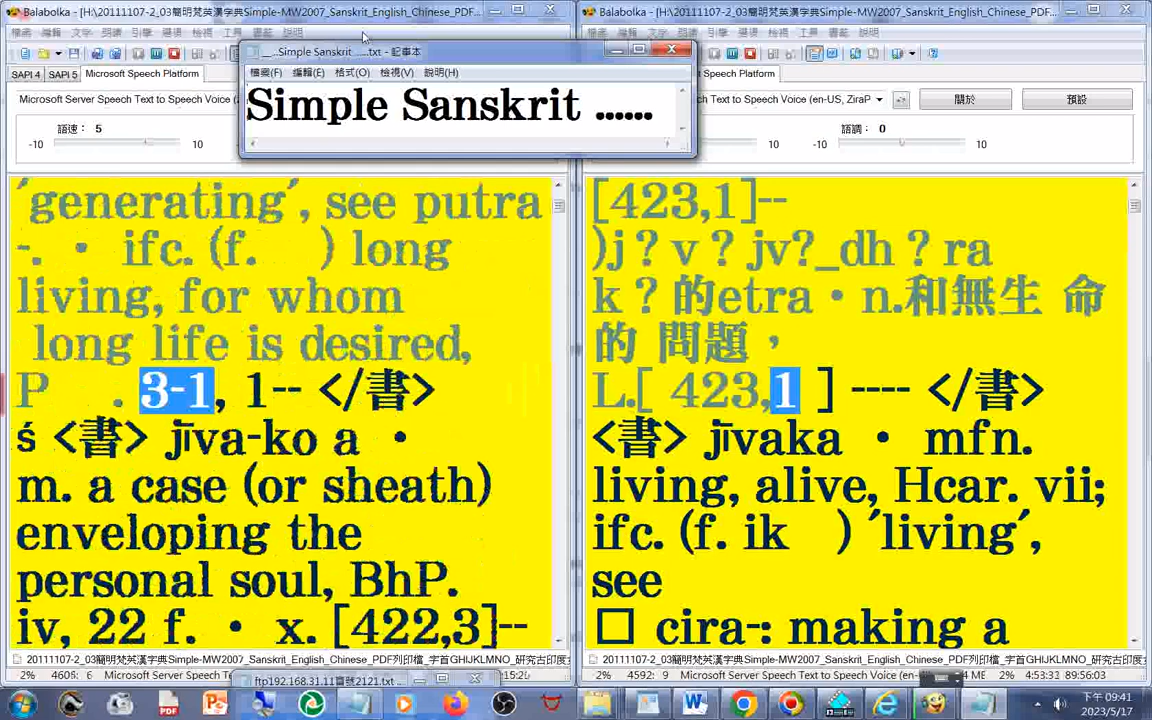 Balabolka - [H:\20111107-2_03簡明梵英漢字典Simple-MW2007_Sanskrit_English_Chinese_PDF...
Balabolka - [H:\20111107-2_03簡明梵英漢字典Simple-MW2007_Sanskrit_English_Chinese_PDF...
__...Simple Sanskrit ......txt - 記事本
檔案(F) 編輯(E) 格式(O) 檢視(V) 說明(H)
Simple Sanskrit ......
SAPI 4 SAPI 5 Microsoft Speech Platform
Speech Platform
Microsoft Server Speech Text to Speech Voice
Text to Speech Voice (en-US, ZiraP
關於
預設
語速： 5
-10 10
10
語調： 0
-10 10
'generating', see putra
-. • ifc. (f. ) long
living, for whom
long life is desired,
P . 3-1, 1-- </書>
ś <書> jīva-ko a •
m. a case (or sheath)
enveloping the
personal soul, BhP.
iv, 22 f. • x. [422,3]--
[423,1]--
)j ? v ? jv?_dh ? ra
k ? 的etra • n.和無生 命
的 問題，
L.[ 423,1 ] ---- </書>
<書> jīvaka • mfn.
living, alive, Hcar. vii;
ifc. (f. ik ) 'living',
see
□ cira-: making a
20111107-2_03簡明梵英漢字典Simple-MW2007_Sanskrit_English_Chinese_PDF列印檔_字首GHIJKLMNO_研究古印度
20111107-2_03簡明梵英漢字典Simple-MW2007_Sanskrit_English_Chinese_PDF列印檔_字首GHIJKLMNO_研究古印度
2% 4605: 6
ftp192.168.31.11
2121.txt
2% 4592: 9
Microsoft Server Speech Text to Speech Voice (en-
2% 4:53:3
89:56:03
下午 09:41
2023/5/17